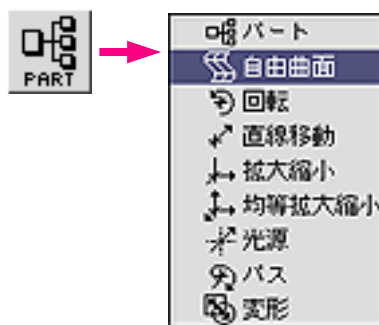 PART
パート
自由曲面
回転
直線移動
拡大縮小
均等拡大縮小
光源
パス
変形